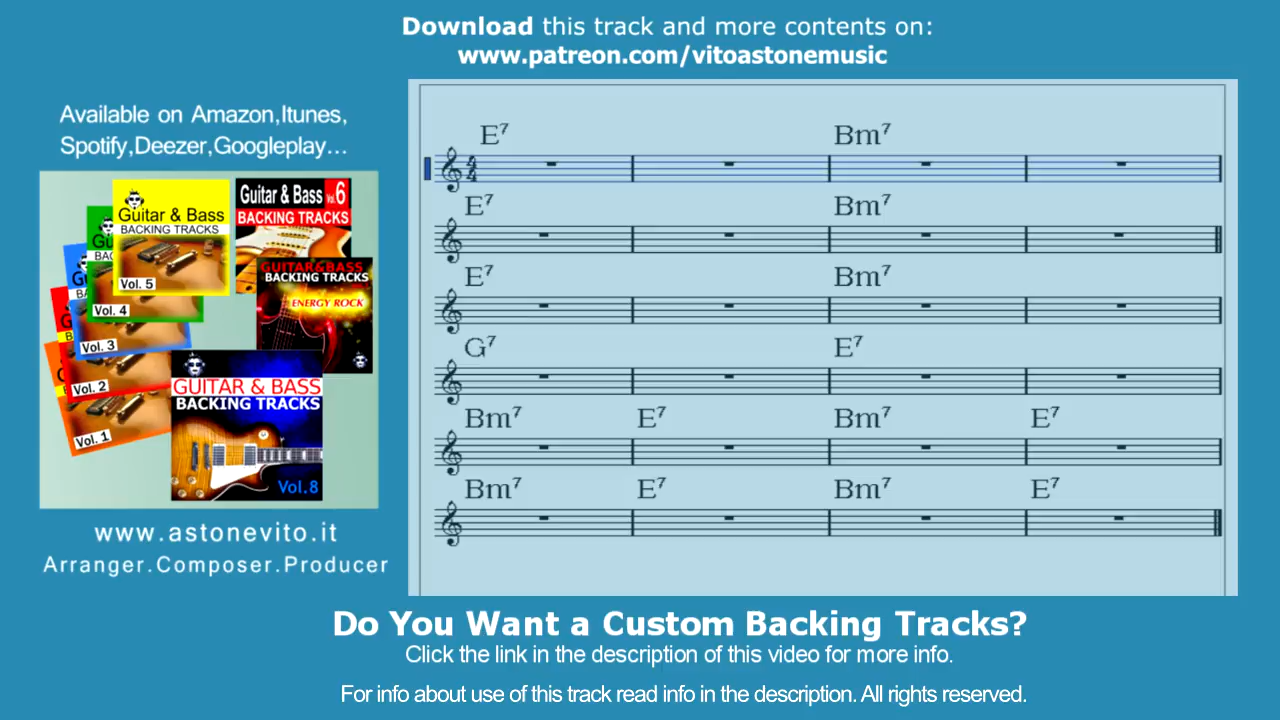 Download this track and more contents on:
www.patreon.com/vitoastonemusic
Available on Amazon,Itunes,
Spotify,Deezer,Googleplay...
Guitar & Bass
BACKING TRACKS
Vol. 5
Vol. 4
Vol. 3
Vol. 2
Vol. 1
Guitar & Bass Vol.6
BACKING TRACKS
GUITAR&BASS
BACKING TRACKS
ENERGY ROCK
GUITAR & BASS
BACKING TRACKS
Vol.8
www.astonevito.it
Arranger.Composer.Producer
E7 Bm7
4
4
E7 Bm7
E7 Bm7
G7 E7
Bm7 E7 Bm7 E7
Bm7 E7 Bm7 E7
Do You Want a Custom Backing Tracks?
Click the link in the description of this video for more info.
For info about use of this track read info in the description. All rights reserved.